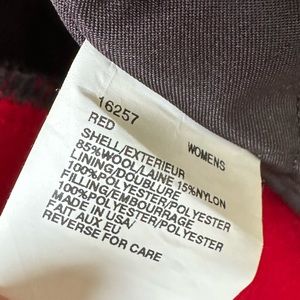 16257
RED WOMENS
SHELL/EXTERIEUR
85%WOOL/LAINE 15%NYLON
LINING/DOUBLURE
100%POLYESTER/POLYESTER
FILLING/EMBOURRAGE
100%POLYESTER/POLYESTER
MADE IN USA/
FAIT AUX EU
REVERSE FOR CARE